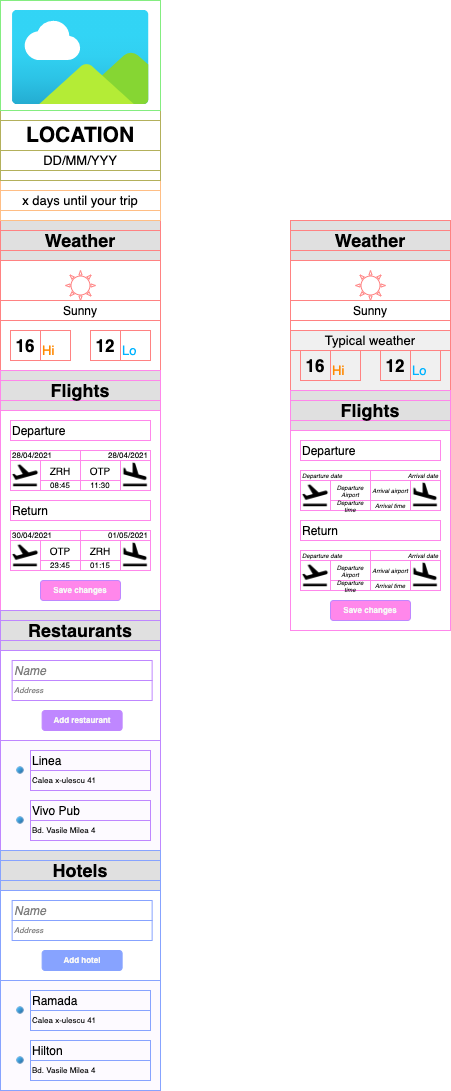 LOCATION
DD/MM/YYY
x days until your trip
Weather
Sunny
16 Hi 12 Lo
Flights
Departure
28/04/2021 28/04/2021
ZRH OTP
08:45 11:30
Return
30/04/2021 01/05/2021
OTP ZRH
23:45 01:15
Save changes
Restaurants
Name
Address
Add restaurant
Linea
Calea x-ulescu 41
Vivo Pub
Bd. Vasile Milea 4
Hotels
Name
Address
Add hotel
Ramada
Calea x-ulescu 41
Hilton
Bd. Vasile Milea 4
Weather
Sunny
Typical weather
16 Hi 12 Lo
Flights
Departure
Departure date Arrival date
Departure
Airport
Arrival airport
Departure
time
Arrival time
Return
Departure date Arrival date
Departure
Airport
Arrival airport
Departure
time
Arrival time
Save changes